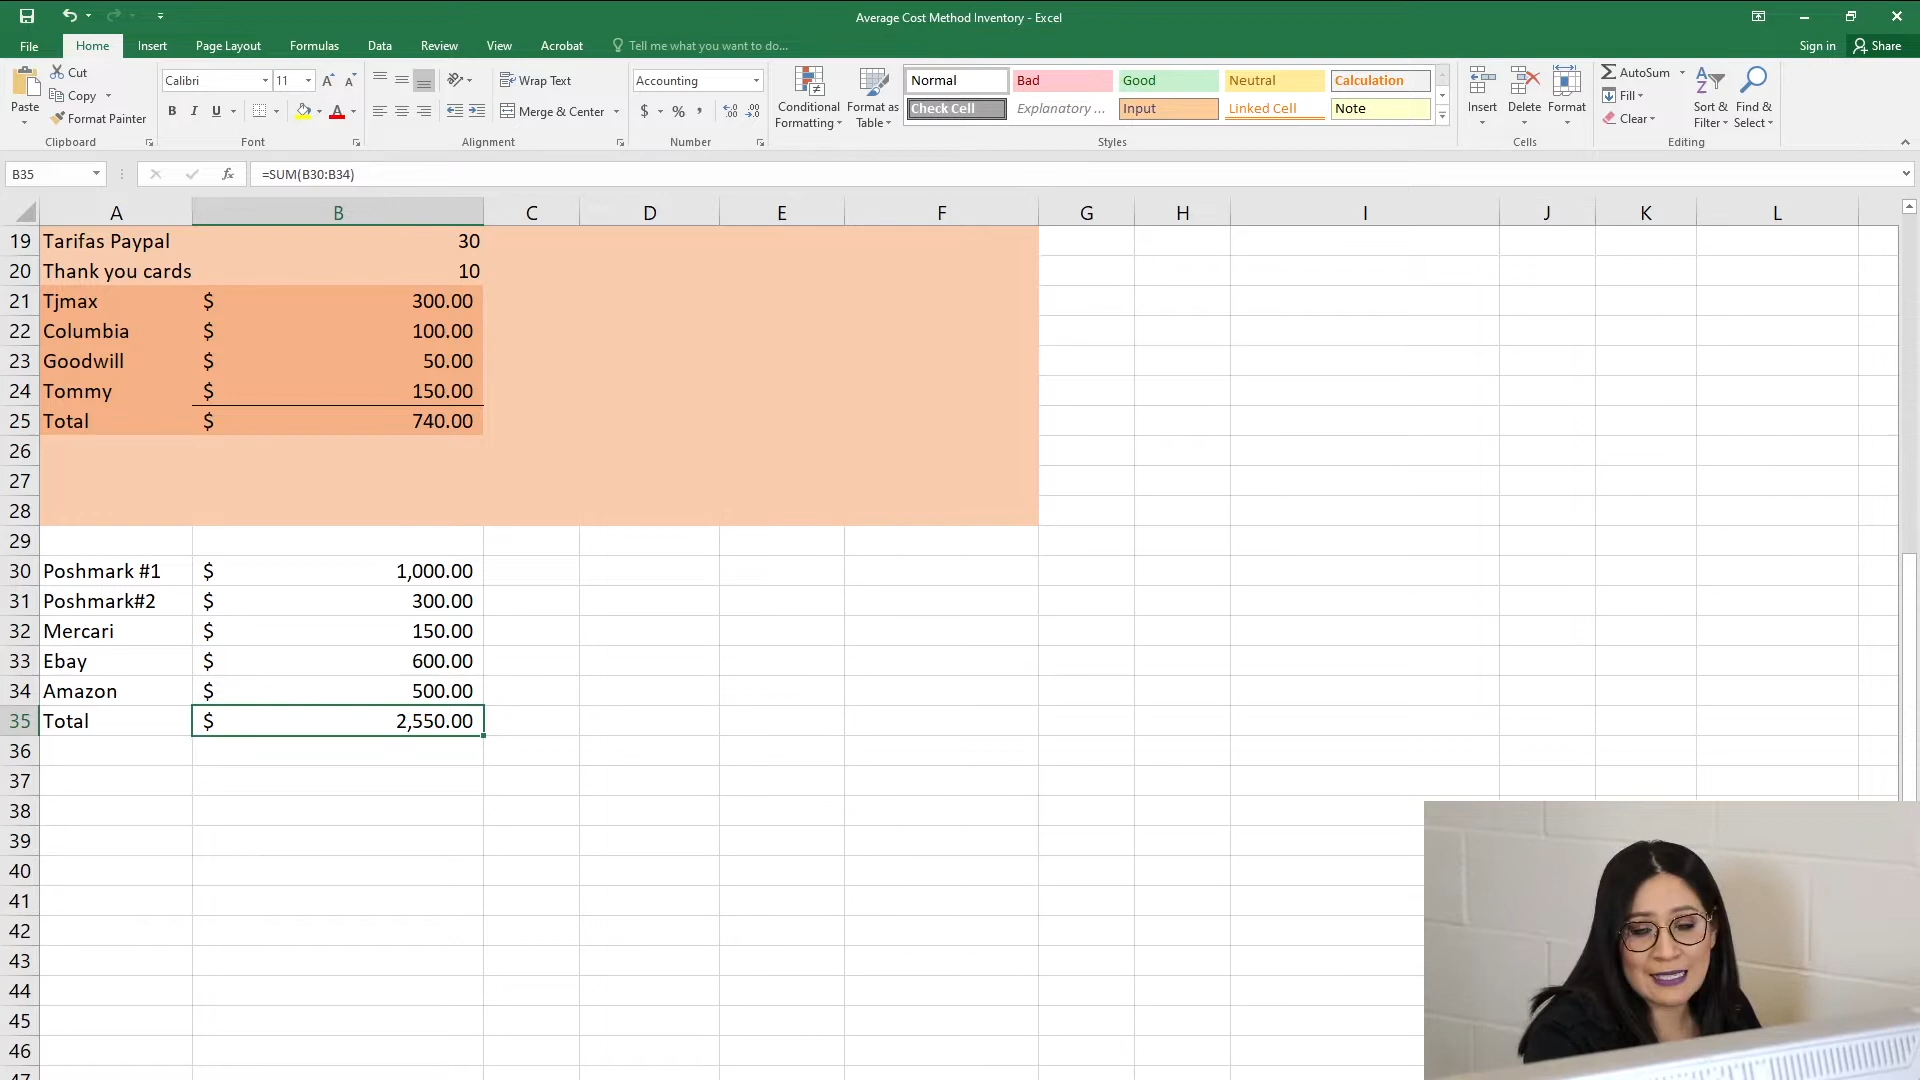 Average Cost Method Inventory - Excel
File Home Insert Page Layout Formulas Data Review View Acrobat Tell me what you want to do... Sign in Share
Paste
Cut
Copy
Format Painter
Clipboard
Calibri 11
B I U
Font
Wrap Text
Merge & Center
Alignment
Accounting
$ %
Number
Conditional Formatting
Format as Table
Normal Bad Good Neutral Calculation
Check Cell Explanatory ... Input Linked Cell Note
Styles
Insert Delete Format
Cells
AutoSum
Fill
Clear
Sort & Filter
Find & Select
Editing
B35 fx =SUM(B30:B34)
A B C D E F G H I J K L
19 Tarifas Paypal 30
20 Thank you cards 10
21 Tjmax $ 300.00
22 Columbia $ 100.00
23 Goodwill $ 50.00
24 Tommy $ 150.00
25 Total $ 740.00
26
27
28
29
30 Poshmark #1 $ 1,000.00
31 Poshmark#2 $ 300.00
32 Mercari $ 150.00
33 Ebay $ 600.00
34 Amazon $ 500.00
35 Total $ 2,550.00
36
37
38
39
40
41
42
43
44
45
46
47